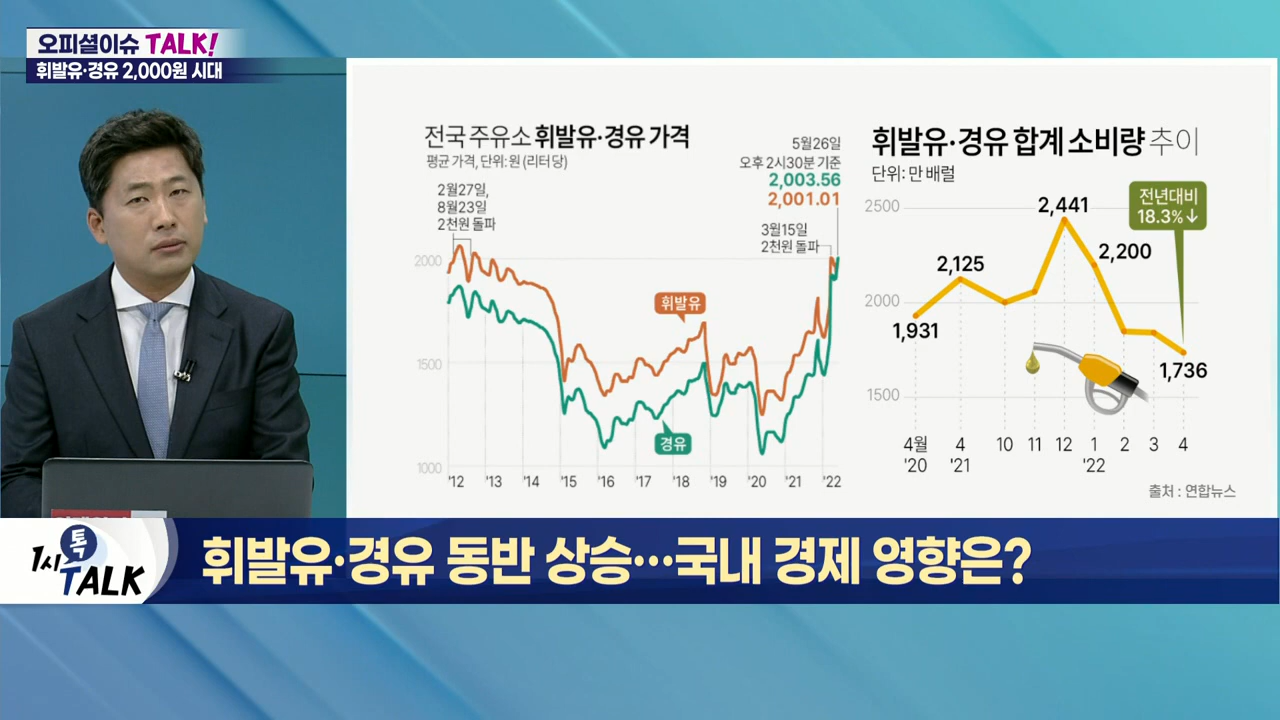 오피셜이슈 TALK!
휘발유·경유 2,000원 시대
전국 주유소 휘발유·경유 가격
평균 가격, 단위: 원 (리터 당)
5월26일
오후 2시30분 기준
2,003.56
2,001.01
2월27일,
8월23일
2천원 돌파
3월15일
2천원 돌파
2000
1500
1000
휘발유
경유
'12 '13 '14 '15 '16 '17 '18 '19 '20 '21 '22
휘발유·경유 합계 소비량 추이
단위: 만 배럴
전년대비
18.3%↓
2500
2000
1500
1,931
2,125
2,441
2,200
1,736
4월 4 10 11 12 1 2 3 4
'20 '21 '22
출처 : 연합뉴스
1시 톡 TALK
휘발유·경유 동반 상승…국내 경제 영향은?